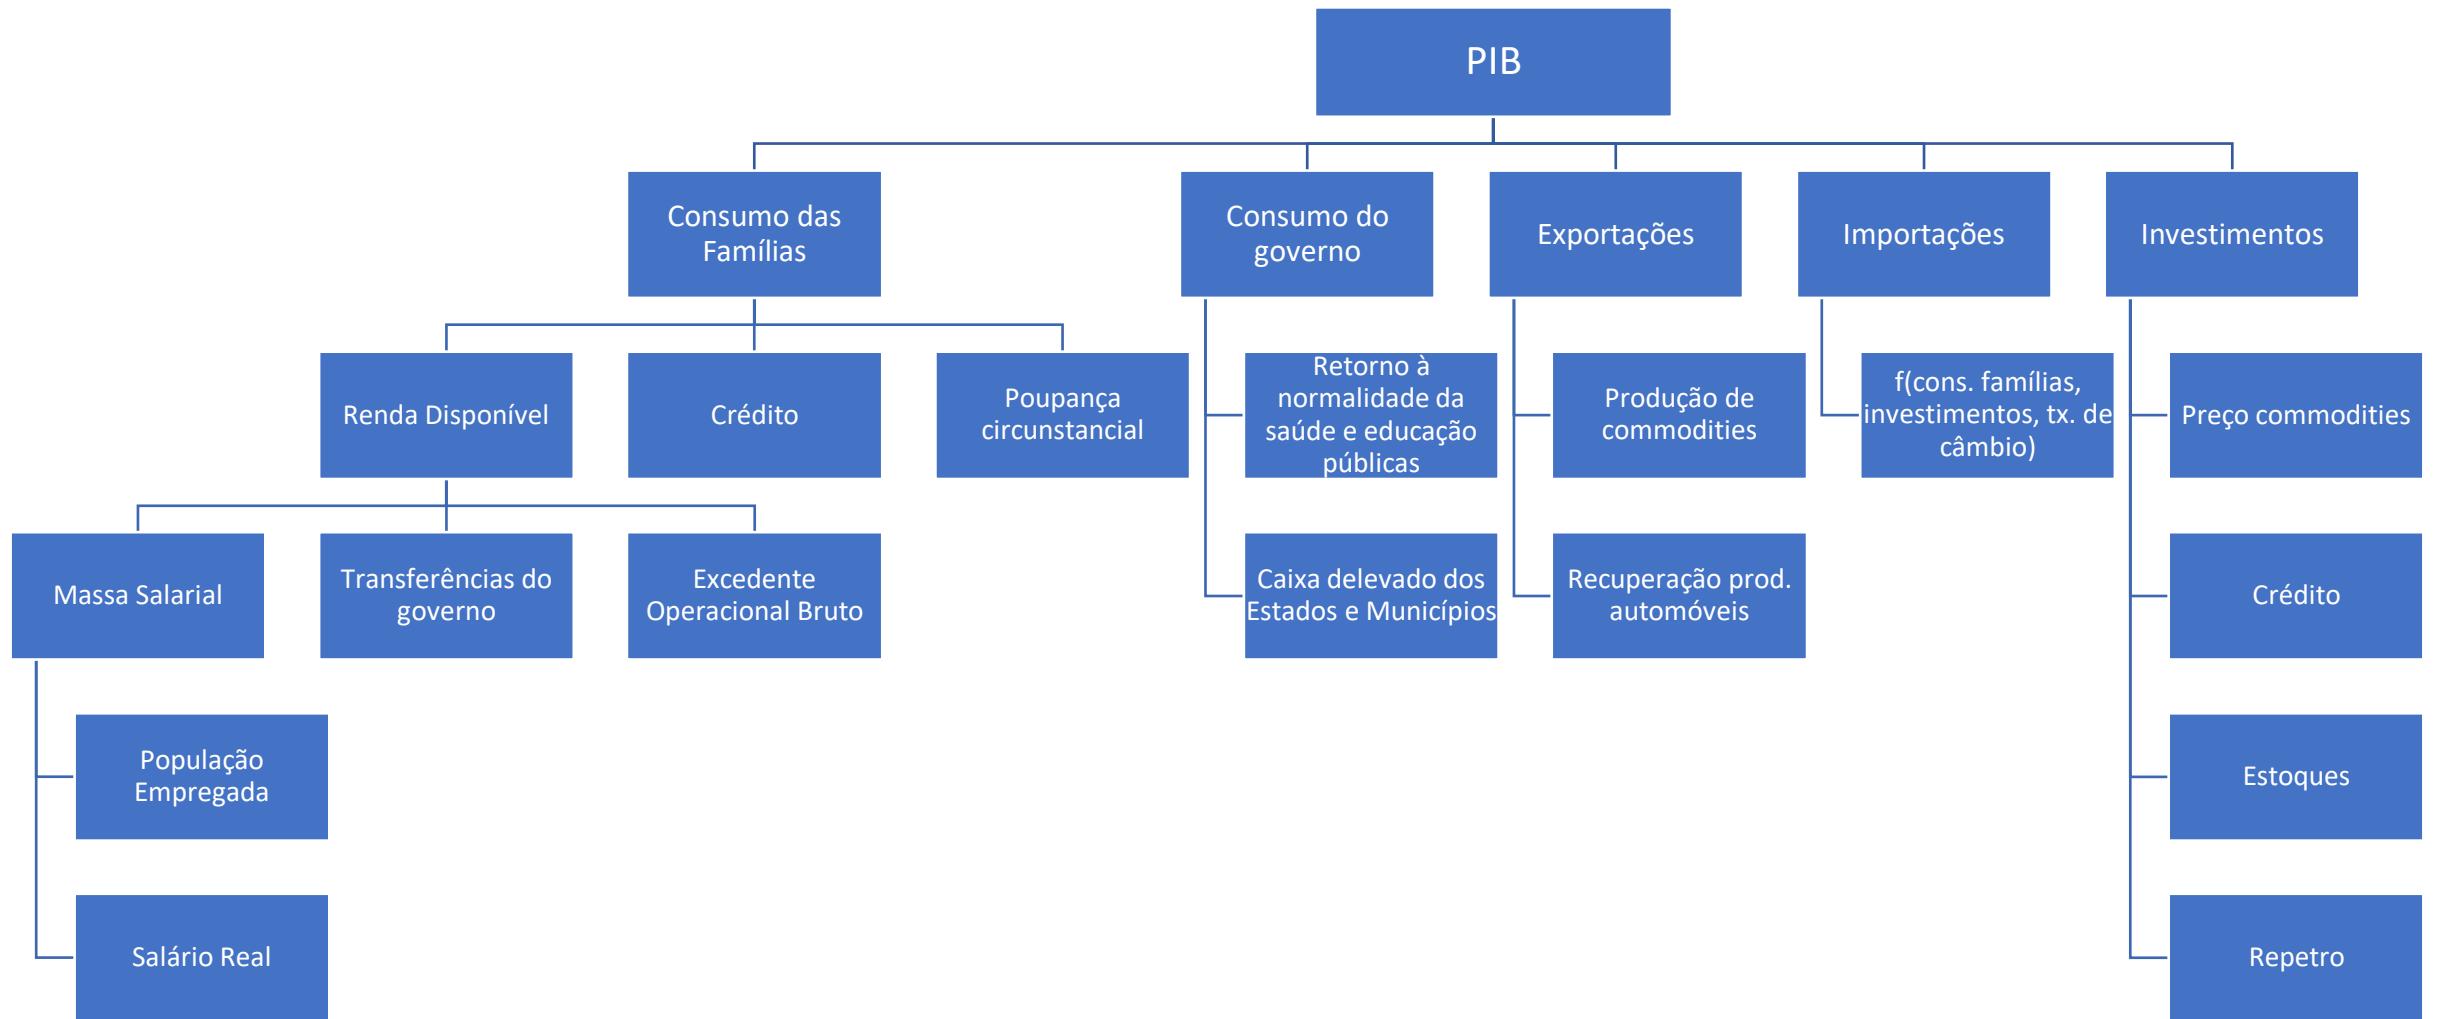 PIB
Consumo das
Famílias
Consumo do
governo
Exportações
Importações
Investimentos
Renda Disponível
Crédito
Poupança
circunstancial
Retorno à
normalidade da
saúde e educação
públicas
Produção de
commodities
f(cons. famílias,
investimentos, tx. de
câmbio)
Preço commodities
Massa Salarial
Transferências do
governo
Excedente
Operacional Bruto
Caixa delevado dos
Estados e Municípios
Recuperação prod.
automóveis
Crédito
População
Empregada
Estoques
Salário Real
Repetro